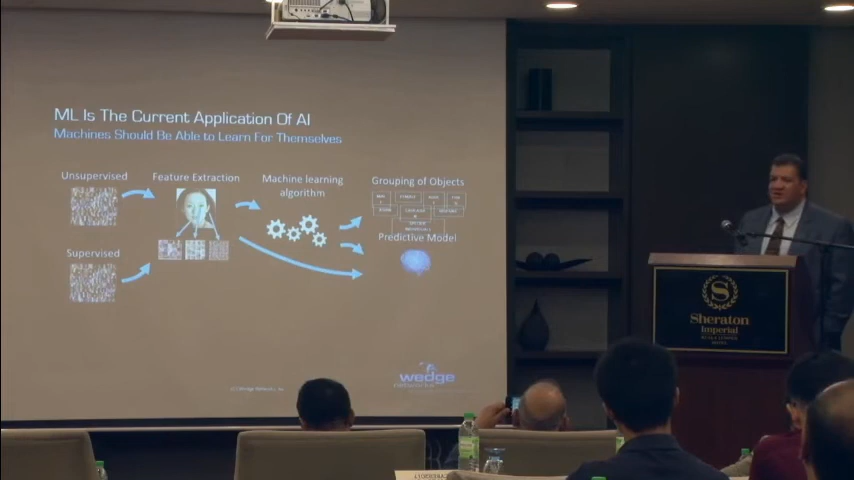 ML Is The Current Application Of AI
Machines Should Be Able to Learn For Themselves
Unsupervised
Feature Extraction
Machine learning
algorithm
Grouping of Objects
Predictive Model
Supervised
wedge
S
Sheraton
Imperial